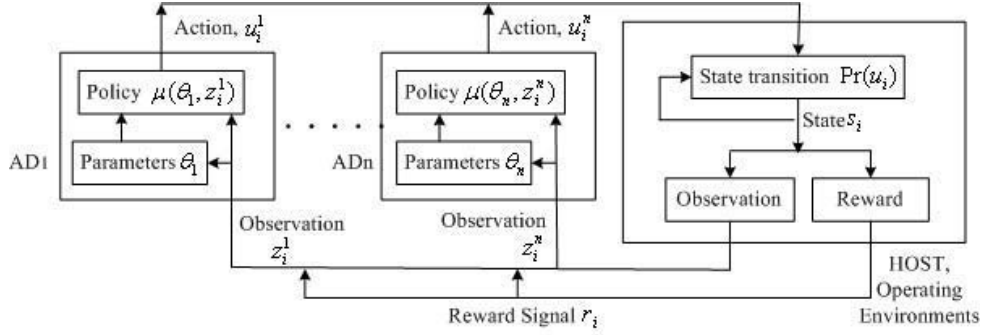 Action, u_i^1
Action, u_i^n
Policy μ(θ_1, z_i^1)
Parameters θ_1
AD1
. . . . . .
Policy μ(θ_n, z_i^n)
Parameters θ_n
ADn
State transition Pr(u_i)
State s_i
Observation
Reward
Observation
z_i^1
Observation
z_i^n
Reward Signal r_i
HOST,
Operating
Environments